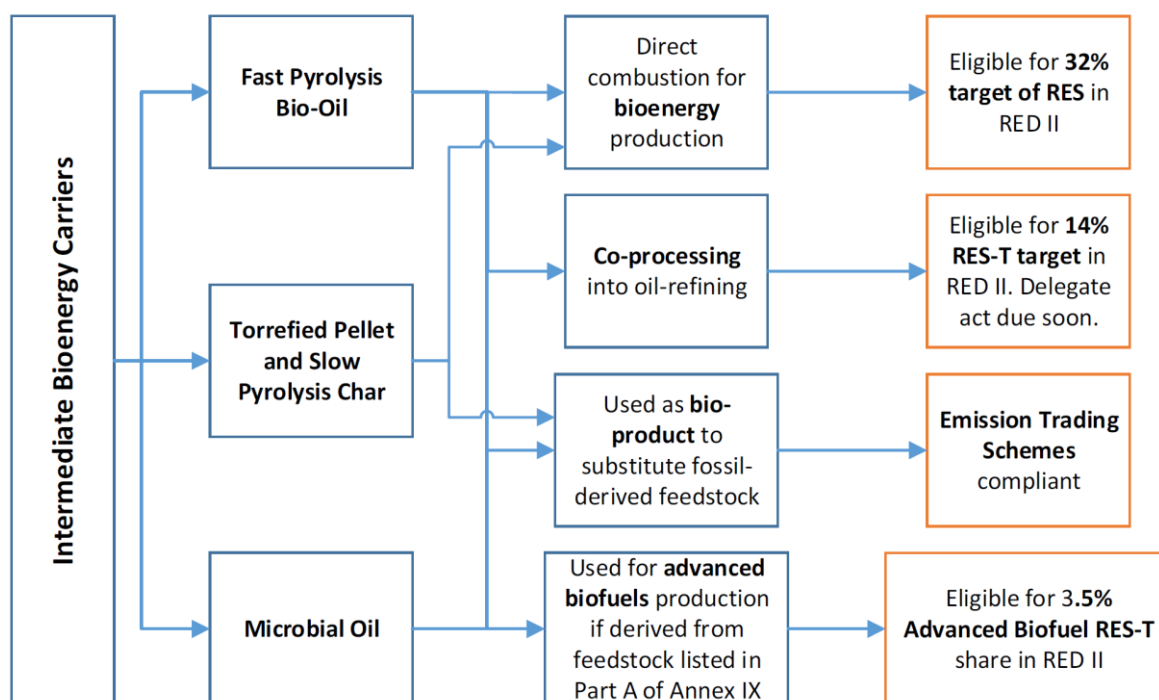 Intermediate Bioenergy Carriers
Fast Pyrolysis
Bio-Oil
Torrefied Pellet
and Slow
Pyrolysis Char
Microbial Oil
Direct
combustion for
bioenergy
production
Co-processing
into oil-refining
Used as bio-
product to
substitute fossil-
derived feedstock
Used for advanced
biofuels production
if derived from
feedstock listed in
Part A of Annex IX
Eligible for 32%
target of RES in
RED II
Eligible for 14%
RES-T target in
RED II. Delegate
act due soon.
Emission Trading
Schemes
compliant
Eligible for 3.5%
Advanced Biofuel RES-T
share in RED II